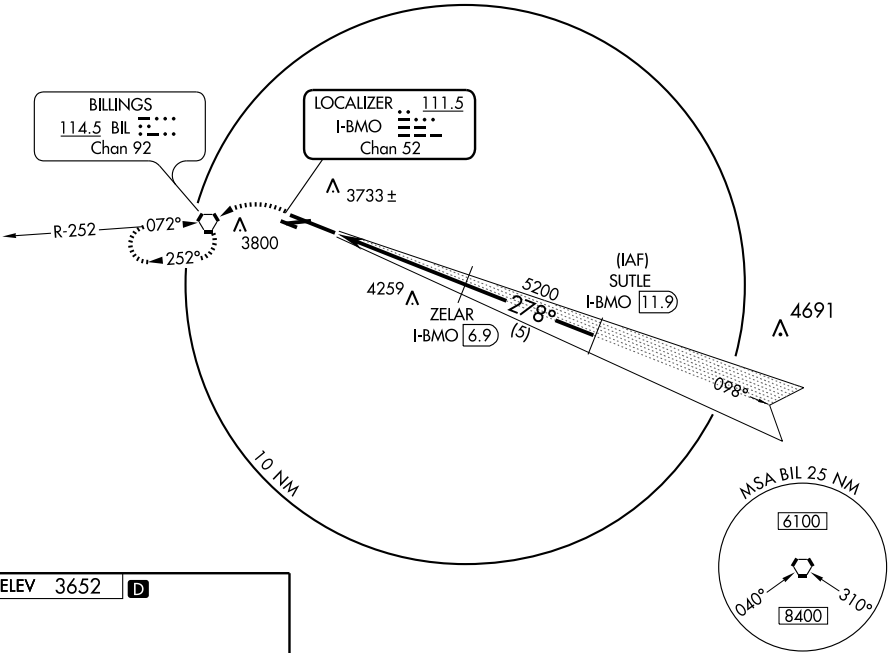 BILLINGS
114.5 BIL
Chan 92
LOCALIZER 111.5
I-BMO
Chan 52
3733 ±
R-252
072°
252°
3800
4259
ZELAR
I-BMO 6.9
5200
278°
(5)
(IAF)
SUTLE
I-BMO 11.9
4691
098°
10 NM
MSA BIL 25 NM
6100
040°
310°
8400
ELEV 3652 D